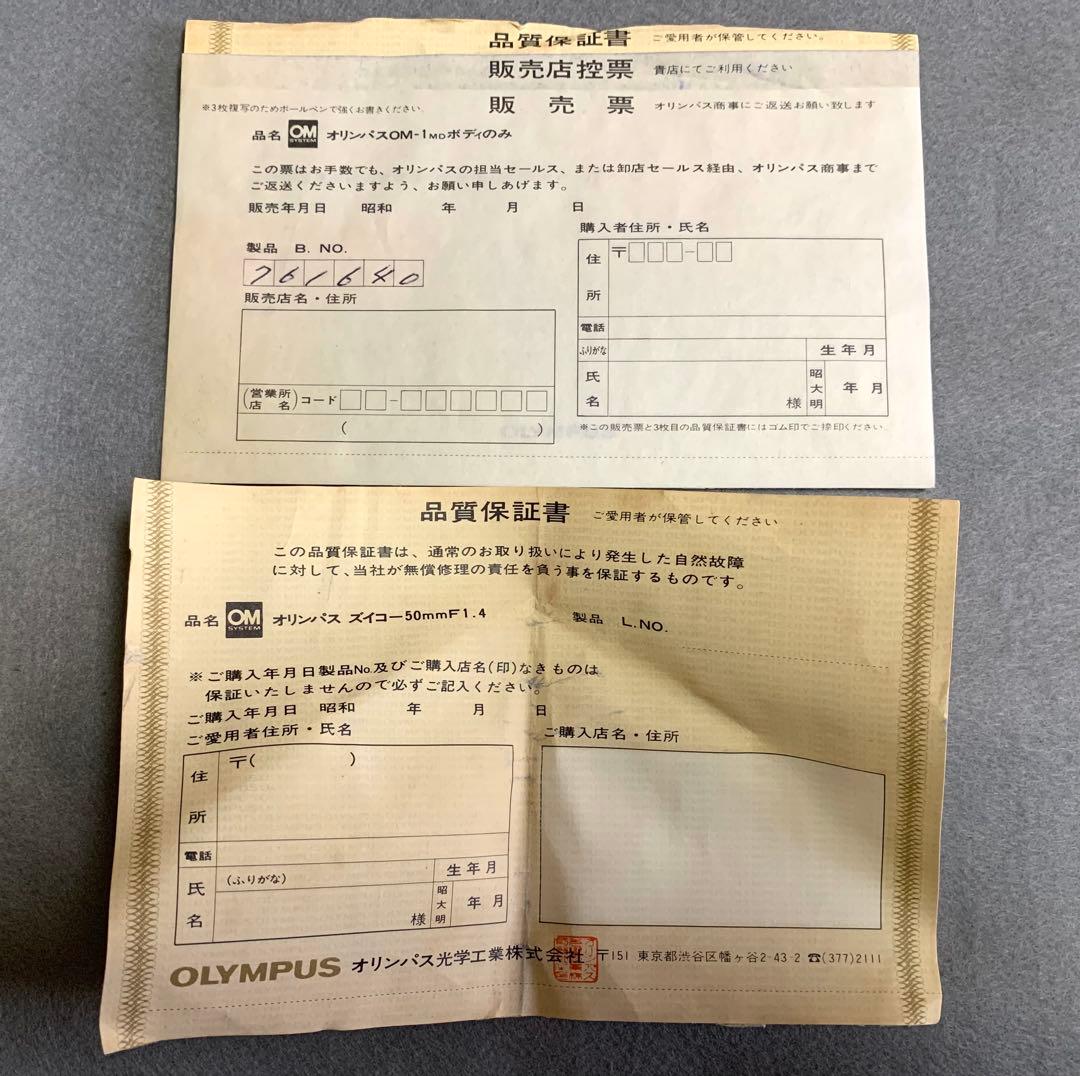 品質保証書 ご愛用者が保管してください。
販売店控票 貴店にてご利用ください
※3枚複写のためボールペンで強くお書きください。 販売票 オリンパス商事にご返送お願い致します
品名 OM SYSTEM オリンパスOM-1MDボディのみ
この票はお手数でも、オリンパスの担当セールス、または卸店セールス経由、オリンパス商事まで
ご返送くださいますよう、お願い申しあげます。
販売年月日 昭和 年 月 日
購入者住所・氏名
製品 B. NO.
761640
販売店名・住所
(営業所店名)コード -
( )
住所 〒 -
電話
ふりがな 生年月
氏名 様 昭大明 年 月
※この販売票と3枚目の品質保証書にはゴム印でご捺印ください
品質保証書 ご愛用者が保管してください
この品質保証書は、通常のお取り扱いにより発生した自然故障
に対して、当社が無償修理の責任を負う事を保証するものです。
品名 OM SYSTEM オリンパス ズイコー50mmF1.4 製品 L.NO.
※ご購入年月日製品No.及びご購入店名(印)なきものは
保証いたしませんので必ずご記入ください。
ご購入年月日 昭和 年 月 日
ご愛用者住所・氏名
住所 〒( )
電話
氏名 (ふりがな) 生年月
様 昭大明 年 月
ご購入店名・住所
OLYMPUS オリンパス光学工業株式会社 〒151 東京都渋谷区幡ヶ谷2-43-2 ☎(377)2111